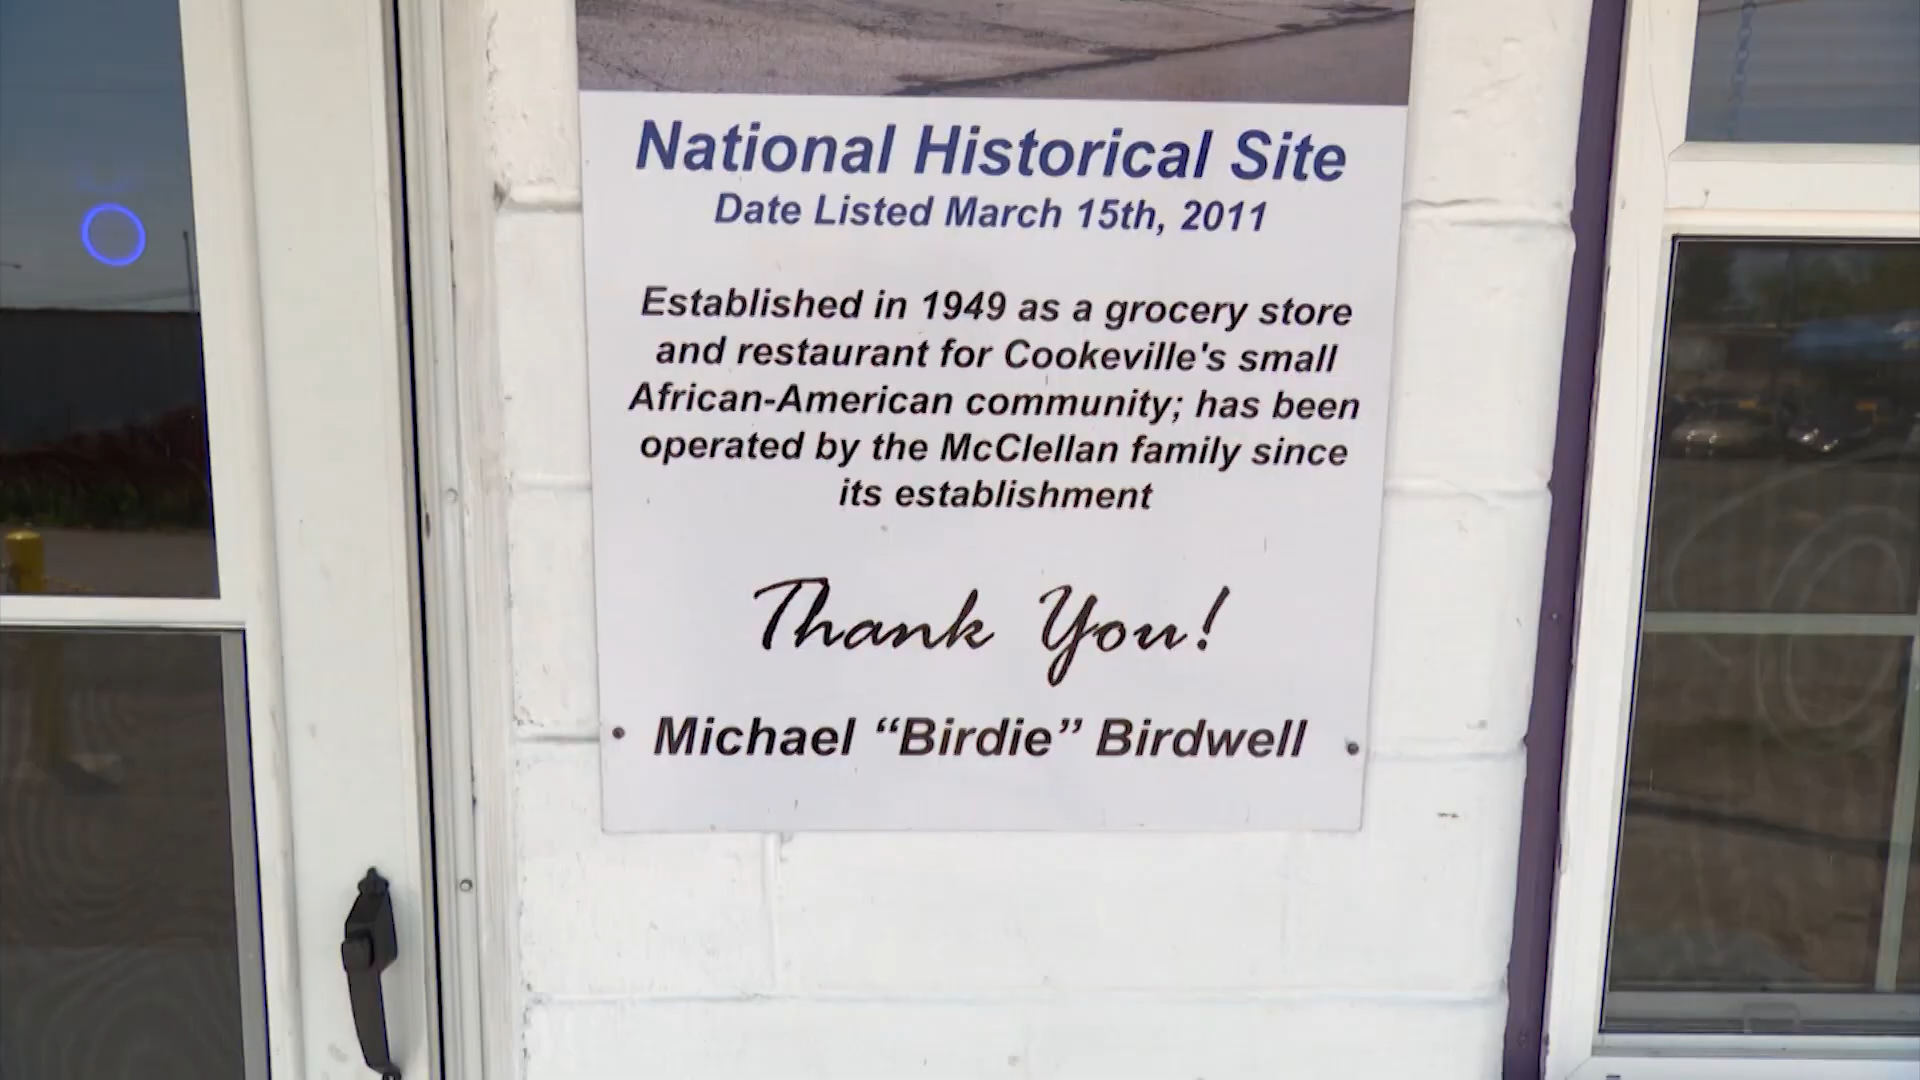 National Historical Site
Date Listed March 15th, 2011
Established in 1949 as a grocery store
and restaurant for Cookeville's small
African-American community; has been
operated by the McClellan family since
its establishment
Thank You!
Michael “Birdie” Birdwell